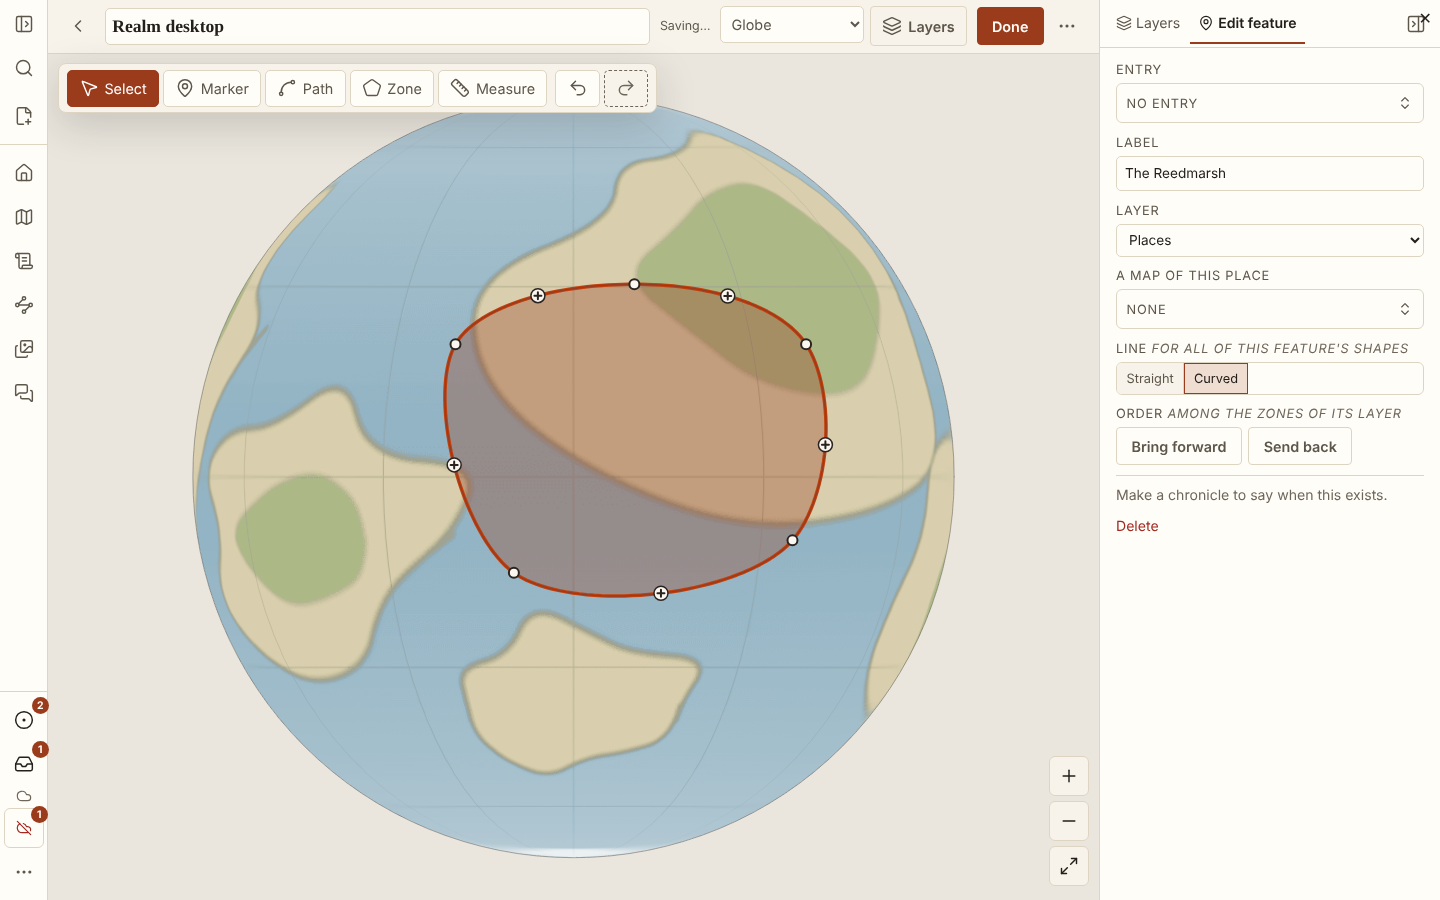 Realm desktop
Saving...
Globe
Layers
Done
Select
Marker
Path
Zone
Measure
Layers
Edit feature
ENTRY
NO ENTRY
LABEL
The Reedmarsh
LAYER
Places
A MAP OF THIS PLACE
NONE
LINE FOR ALL OF THIS FEATURE'S SHAPES
Straight
Curved
ORDER AMONG THE ZONES OF ITS LAYER
Bring forward
Send back
Make a chronicle to say when this exists.
Delete
2
1
1